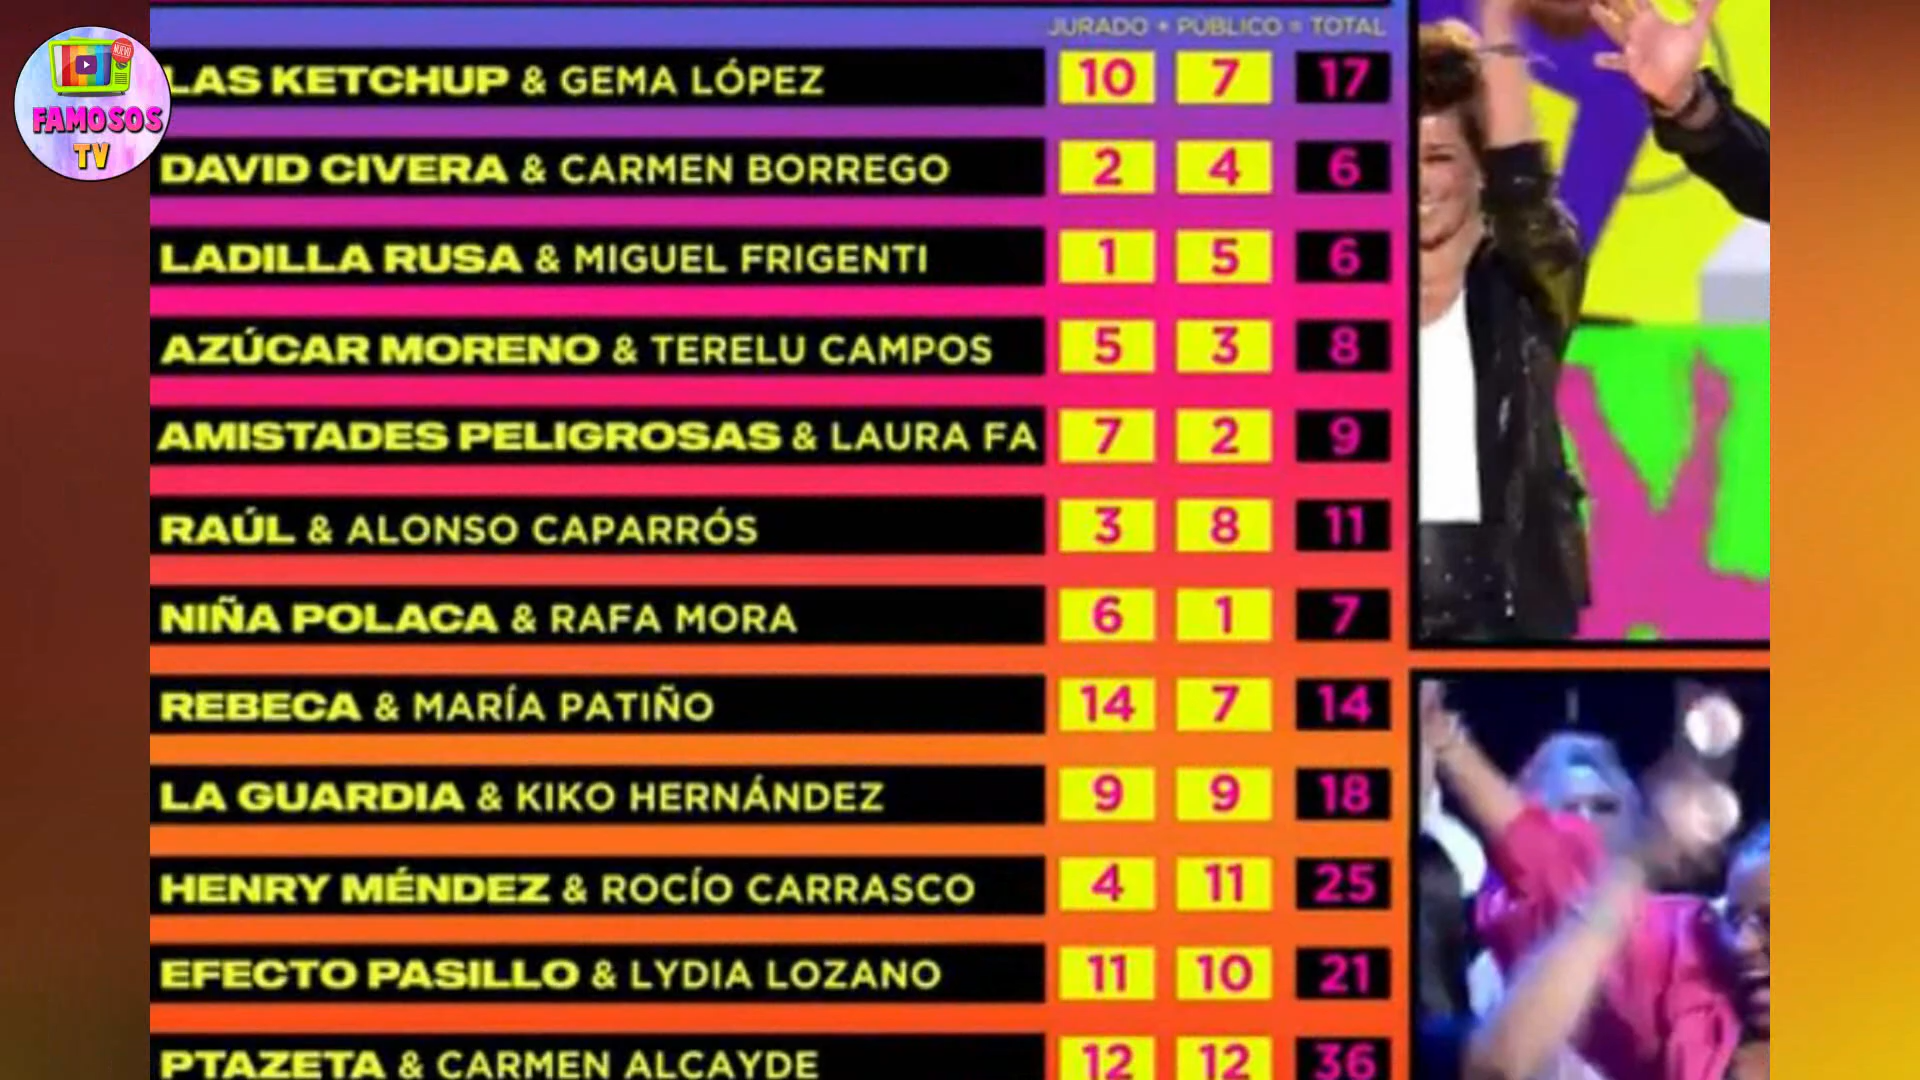 JURADO + PÚBLICO = TOTAL
NUEVO
FAMOSOS
TV
LAS KETCHUP & GEMA LÓPEZ 10 7 17
DAVID CIVERA & CARMEN BORREGO 2 4 6
LADILLA RUSA & MIGUEL FRIGENTI 1 5 6
AZÚCAR MORENO & TERELU CAMPOS 5 3 8
AMISTADES PELIGROSAS & LAURA FA 7 2 9
RAÚL & ALONSO CAPARRÓS 3 8 11
NIÑA POLACA & RAFA MORA 6 1 7
REBECA & MARÍA PATIÑO 14 7 14
LA GUARDIA & KIKO HERNÁNDEZ 9 9 18
HENRY MÉNDEZ & ROCÍO CARRASCO 4 11 25
EFECTO PASILLO & LYDIA LOZANO 11 10 21
PTAZETA & CARMEN ALCAYDE 12 12 36